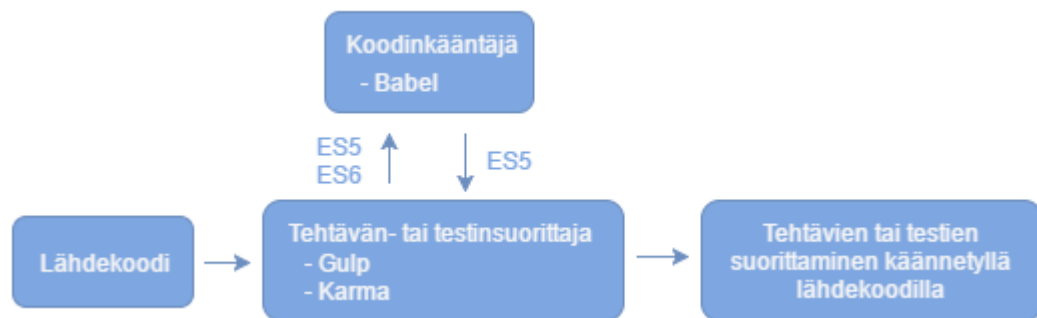 Koodinkääntäjä
- Babel
ES5
ES6
ES5
Lähdekoodi
Tehtävän- tai testinsuorittaja
- Gulp
- Karma
Tehtävien tai testien
suorittaminen käännetyllä
lähdekoodilla